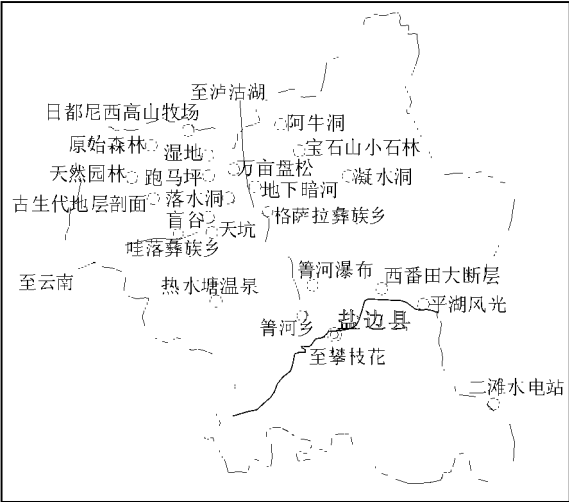 至泸沽湖
日都尼西高山牧场
阿牛洞
原始森林
湿地
宝石山小石林
天然园林
跑马坪
万亩盘松
凝水洞
地下暗河
古生代地层剖面
落水洞
盲谷
天坑
格萨拉彝族乡
哇落彝族乡
至云南
热水塘温泉
箐河瀑布
西番田大断层
平湖风光
箐河乡
盐边县
至攀枝花
二滩水电站